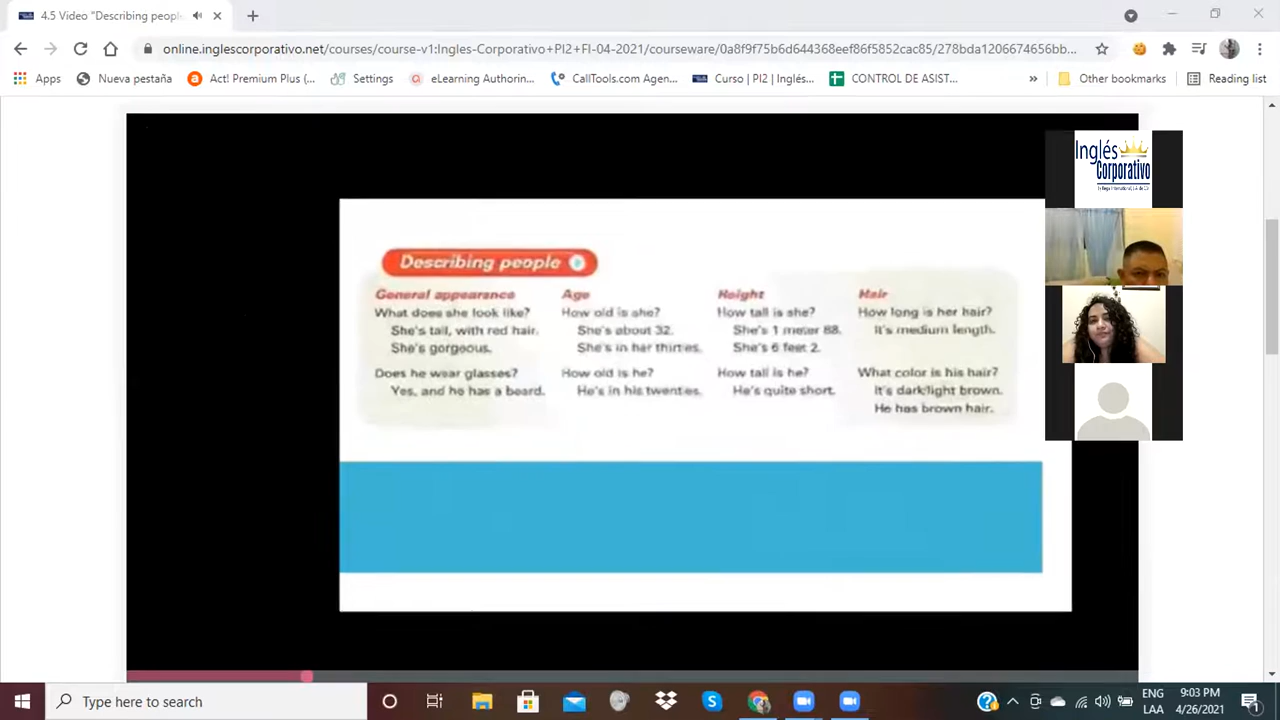 4.5 Video "Describing people,
online.inglescorporativo.net/courses/course-v1:Ingles-Corporativo+PI2+FI-04-2021/courseware/0a8f9f75b6d644368eef86f5852cac85/278bda1206674656bb...
Apps Nueva pestaña Act! Premium Plus (... Settings eLearning Authorin... CallTools.com Agen... Curso | PI2 | Inglés... CONTROL DE ASIST... » Other bookmarks Reading list
Inglés
Corporativo
Describing people
General appearance
What does she look like?
She's tall, with red hair.
She's gorgeous.
Does he wear glasses?
Yes, and he has a beard.
Age
How old is she?
She's about 32.
She's in her thirties.
How old is he?
He's in his twenties.
Height
How tall is she?
She's 1 meter 88.
She's 6 feet 2.
How tall is he?
He's quite short.
Hair
How long is her hair?
It's medium length.
What color is his hair?
It's dark/light brown.
He has brown hair.
Type here to search
ENG
LAA
9:03 PM
4/26/2021